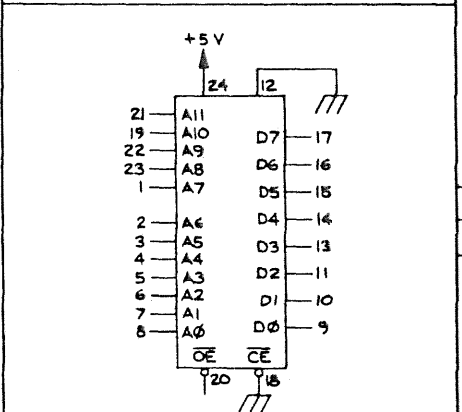 +5 V
24 12
21 A11
19 A10 D7 17
22 A9
23 A8 D6 16
1 A7 D5 15
2 A6 D4 14
3 A5 D3 13
4 A4
5 A3 D2 11
6 A2 D1 10
7 A1
8 AØ DØ 9
OE CE
20 18